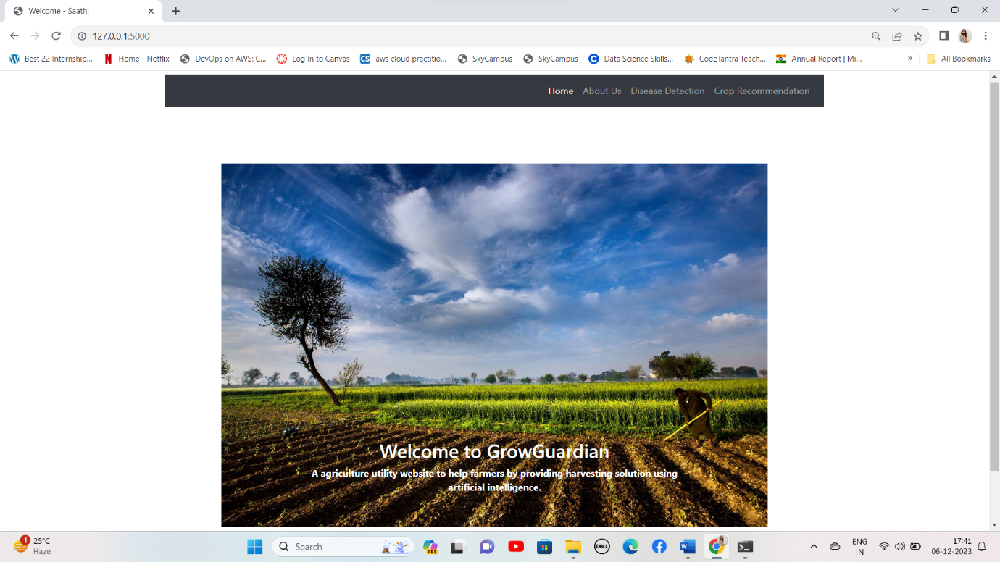 Welcome - Saathi
127.0.0.1:5000
Best 22 Internship...
Home - Netflix
DevOps on AWS: C...
Log In to Canvas
CS
aws cloud practitio...
SkyCampus
SkyCampus
C
Data Science Skills...
CodeTantra Teach...
Annual Report | Mi...
»
All Bookmarks
Home
About Us
Disease Detection
Crop Recommendation
Welcome to GrowGuardian
A agriculture utility website to help farmers by providing harvesting solution using
artificial intelligence.
1
25°C
Haze
Search
PRE
DELL
W
ENG
IN
17:41
06-12-2023